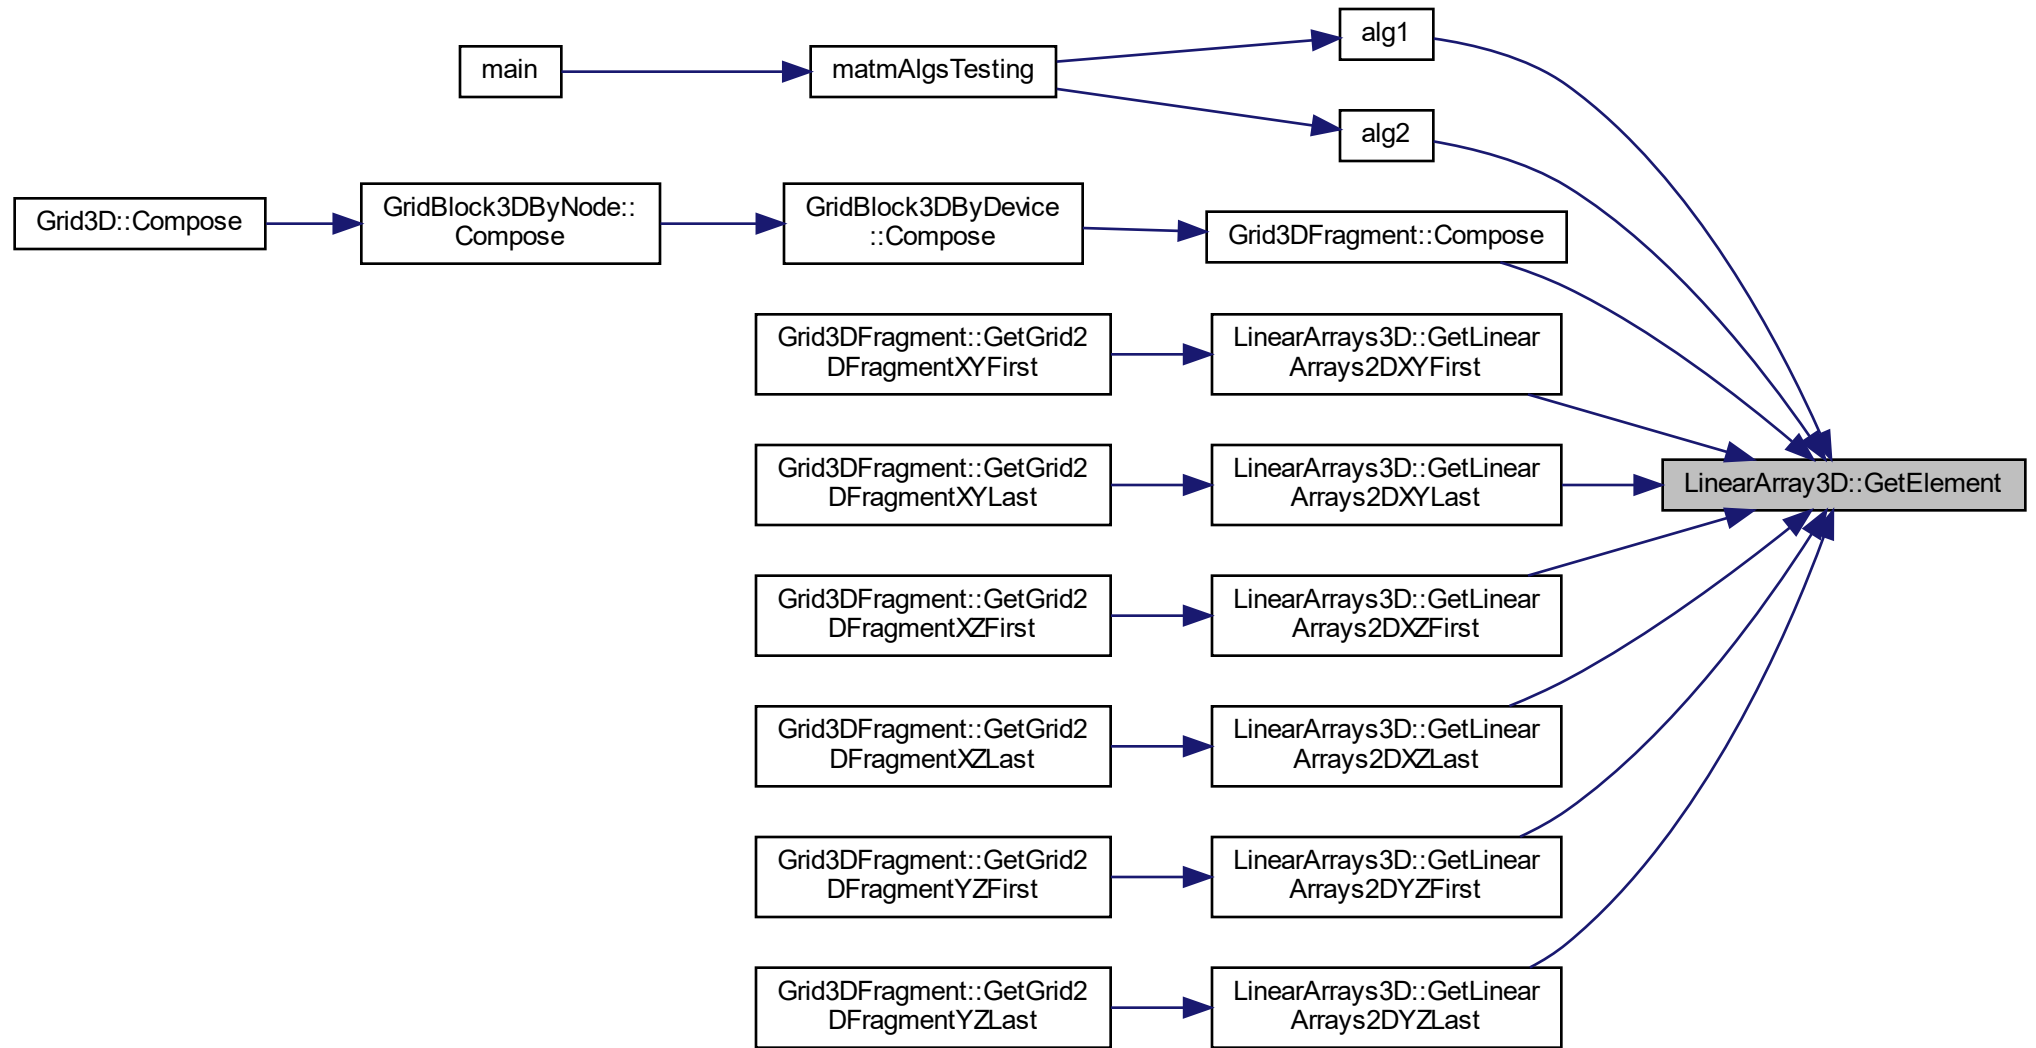 main
matmAlgsTesting
alg1
alg2
Grid3D::Compose
GridBlock3DByNode::
Compose
GridBlock3DByDevice
::Compose
Grid3DFragment::Compose
Grid3DFragment::GetGrid2
DFragmentXYFirst
LinearArrays3D::GetLinear
Arrays2DXYFirst
Grid3DFragment::GetGrid2
DFragmentXYLast
LinearArrays3D::GetLinear
Arrays2DXYLast
LinearArray3D::GetElement
Grid3DFragment::GetGrid2
DFragmentXZFirst
LinearArrays3D::GetLinear
Arrays2DXZFirst
Grid3DFragment::GetGrid2
DFragmentXZLast
LinearArrays3D::GetLinear
Arrays2DXZLast
Grid3DFragment::GetGrid2
DFragmentYZFirst
LinearArrays3D::GetLinear
Arrays2DYZFirst
Grid3DFragment::GetGrid2
DFragmentYZLast
LinearArrays3D::GetLinear
Arrays2DYZLast